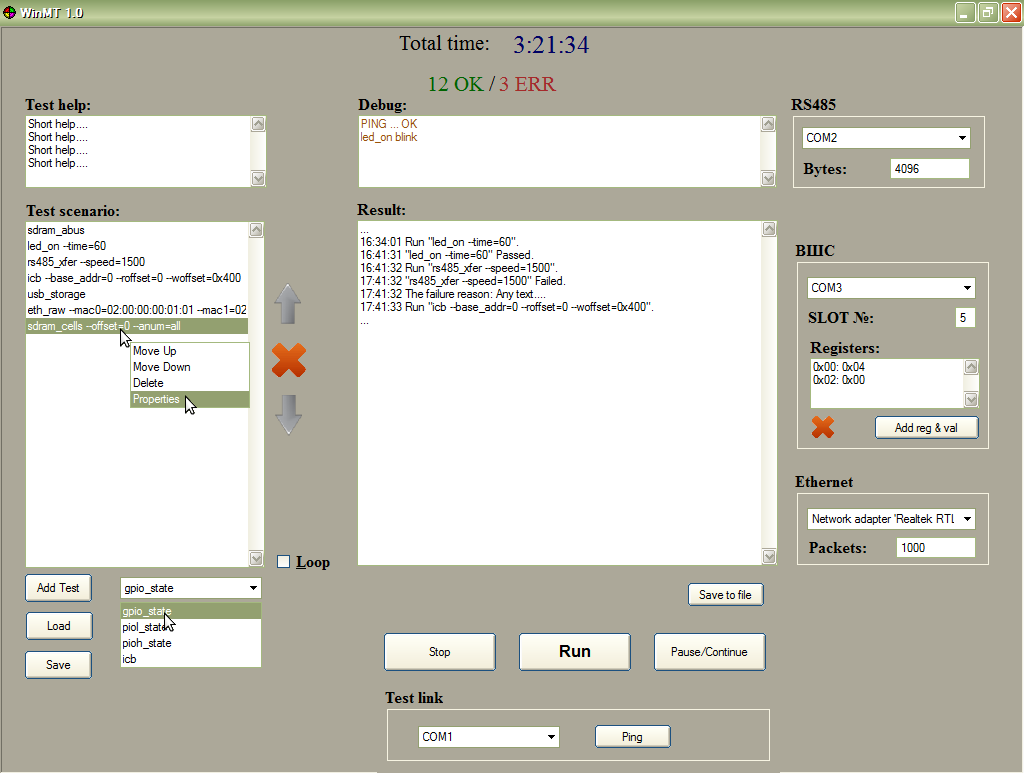 WinMT 1.0
Total time: 3:21:34
12 OK / 3 ERR
Test help:
Short help....
Short help....
Short help....
Short help....
Debug:
PING ... OK
led_on blink
RS485
COM2
Bytes: 4096
Test scenario:
sdram_abus
led_on --time=60
rs485_xfer --speed=1500
icb --base_addr=0 --roffset=0 --woffset=0x400
usb_storage
eth_raw --mac0=02:00:00:00:01:01 --mac1=02
sdram_cells --offset=0 --anum=all
Move Up
Move Down
Delete
Properties
Result:
...
16:34:01 Run "led_on --time=60".
16:41:31 "led_on --time=60" Passed.
16:41:32 Run "rs485_xfer --speed=1500".
17:41:32 "rs485_xfer --speed=1500" Failed.
17:41:32 The failure reason: Any text....
17:41:33 Run "icb --base_addr=0 --roffset=0 --woffset=0x400".
...
ВШС
COM3
SLOT №: 5
Registers:
0x00: 0x04
0x02: 0x00
Add reg & val
Ethernet
Network adapter 'Realtek RTL
Packets: 1000
Loop
Add Test
gpio_state
Load
Save
gpio_state
piol_state
pioh_state
icb
Save to file
Stop
Run
Pause/Continue
Test link
COM1
Ping